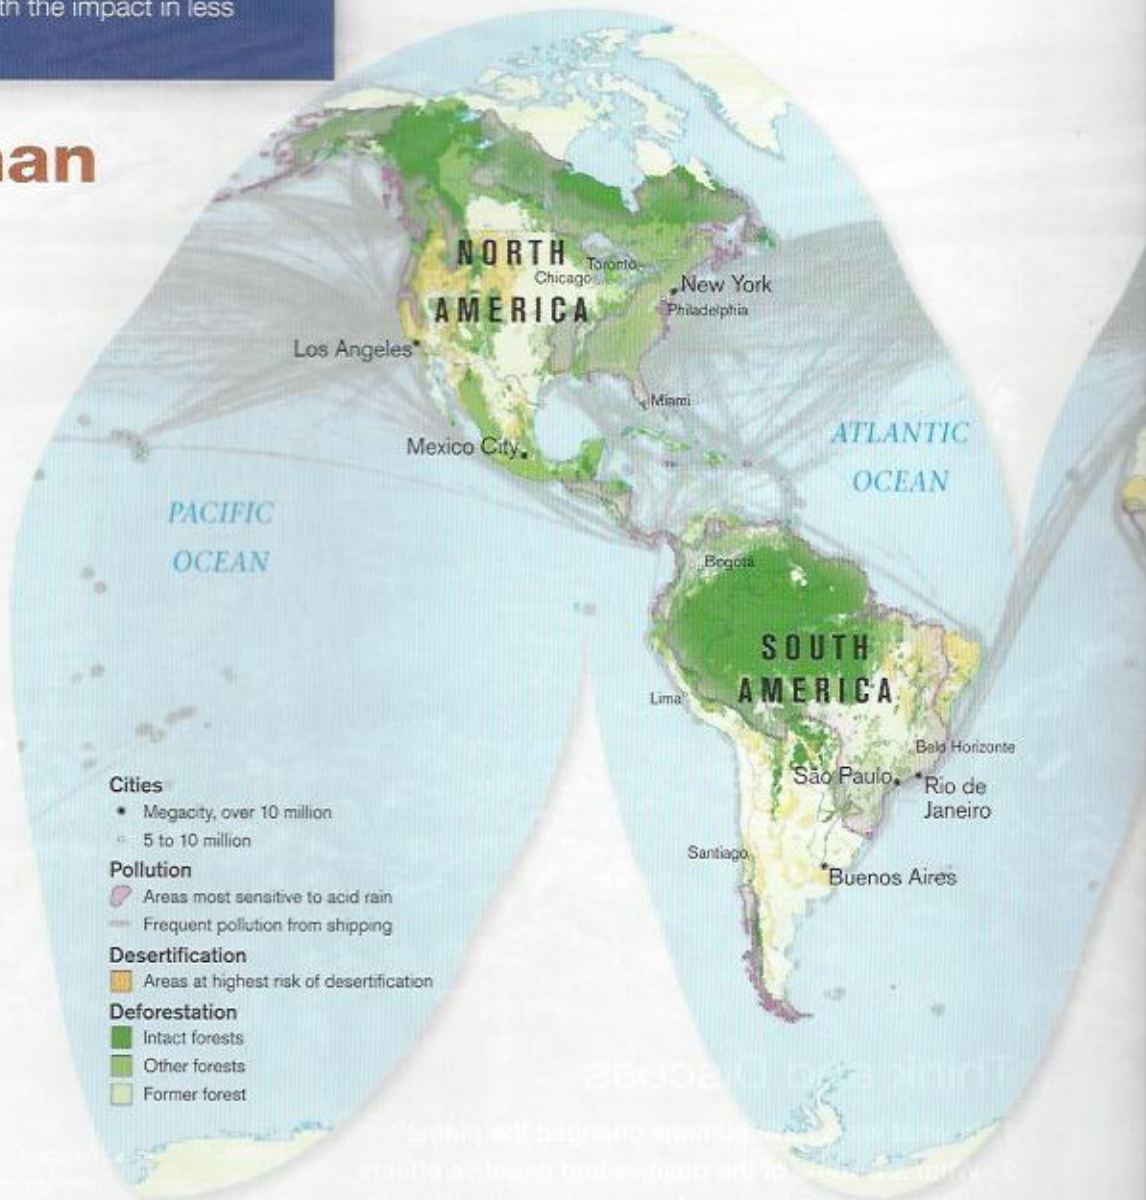 th the impact in less
nan
NORTH
AMERICA
Toronto
Chicago
New York
Philadelphia
Los Angeles
Miami
Mexico City
ATLANTIC
OCEAN
PACIFIC
OCEAN
Bogotá
SOUTH
AMERICA
Lima
Belo Horizonte
São Paulo
Rio de
Janeiro
Santiago
Buenos Aires
Cities
Megacity, over 10 million
5 to 10 million
Pollution
Areas most sensitive to acid rain
Frequent pollution from shipping
Desertification
Areas at highest risk of desertification
Deforestation
Intact forests
Other forests
Former forest